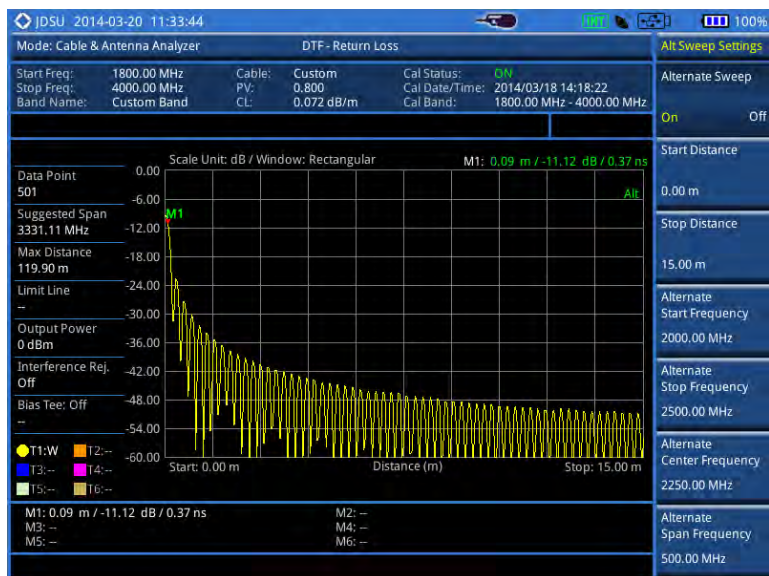 JDSU 2014-03-20 11:33:44
100%
Mode: Cable & Antenna Analyzer DTF - Return Loss
Start Freq: 1800.00 MHz Cable: Custom Cal Status: ON
Stop Freq: 4000.00 MHz PV: 0.800 Cal Date/Time: 2014/03/18 14:18:22
Band Name: Custom Band CL: 0.072 dB/m Cal Band: 1800.00 MHz - 4000.00 MHz
Data Point
501
Suggested Span
3331.11 MHz
Max Distance
119.90 m
Limit Line
--
Output Power
0 dBm
Interference Rej.
Off
Bias Tee: Off
--
T1:W T2:--
T3:-- T4:--
T5:-- T6:--
Scale Unit: dB / Window: Rectangular M1: 0.09 m / -11.12 dB / 0.37 ns
Alt
M1
0.00
-6.00
-12.00
-18.00
-24.00
-30.00
-36.00
-42.00
-48.00
-54.00
-60.00
Start: 0.00 m Distance (m) Stop: 15.00 m
M1: 0.09 m / -11.12 dB / 0.37 ns M2: --
M3: -- M4: --
M5: -- M6: --
Alt Sweep Settings
Alternate Sweep
On Off
Start Distance
0.00 m
Stop Distance
15.00 m
Alternate
Start Frequency
2000.00 MHz
Alternate
Stop Frequency
2500.00 MHz
Alternate
Center Frequency
2250.00 MHz
Alternate
Span Frequency
500.00 MHz